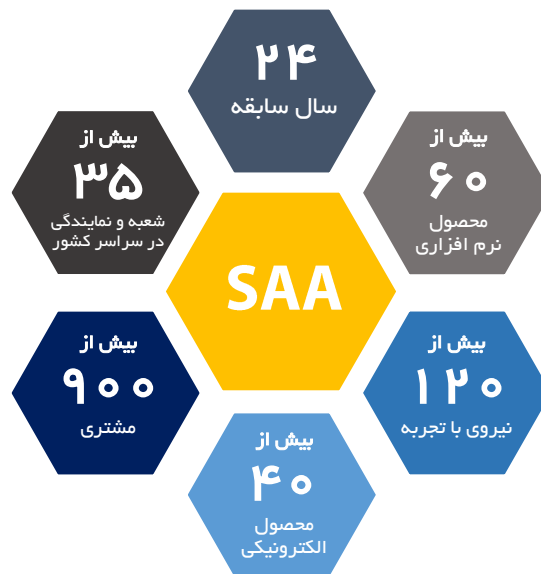 ۲۴
سال سابقه
بیش از
۶۰
محصول
نرم افزاری
بیش از
۱۲۰
نیروی با تجربه
بیش از
۴۰
محصول
الکترونیکی
بیش از
۹۰۰
مشتری
بیش از
۳۵
شعبه و نمایندگی
در سراسر کشور
SAA